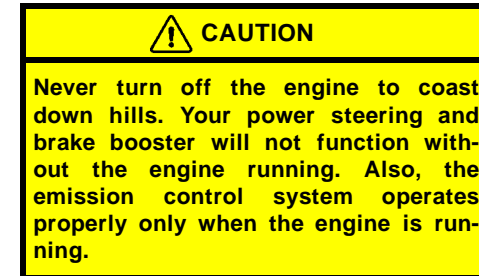 CAUTION
Never turn off the engine to coast
down hills. Your power steering and
brake booster will not function with-
out the engine running. Also, the
emission control system operates
properly only when the engine is run-
ning.